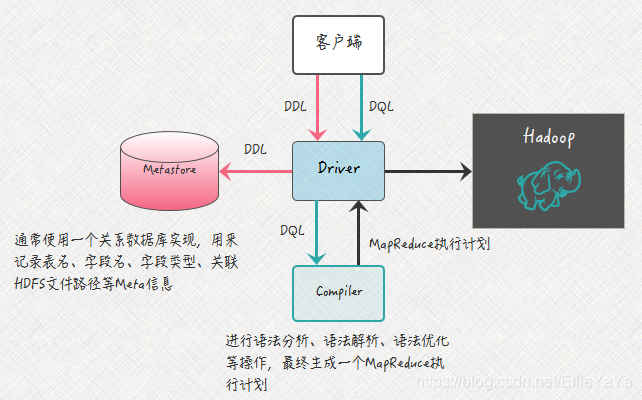 客户端
DDL
DQL
Hadoop
DDL
Metastore
Driver
通常使用一个关系数据库实现，用来
记录表名、字段名、字段类型、关联
HDFS文件路径等Meta信息
DQL
MapReduce执行计划
Compiler
进行语法分析、语法解析、语法优化
等操作，最终生成一个MapReduce执
行计划
https://blog.csdn.net/EllieYaYa